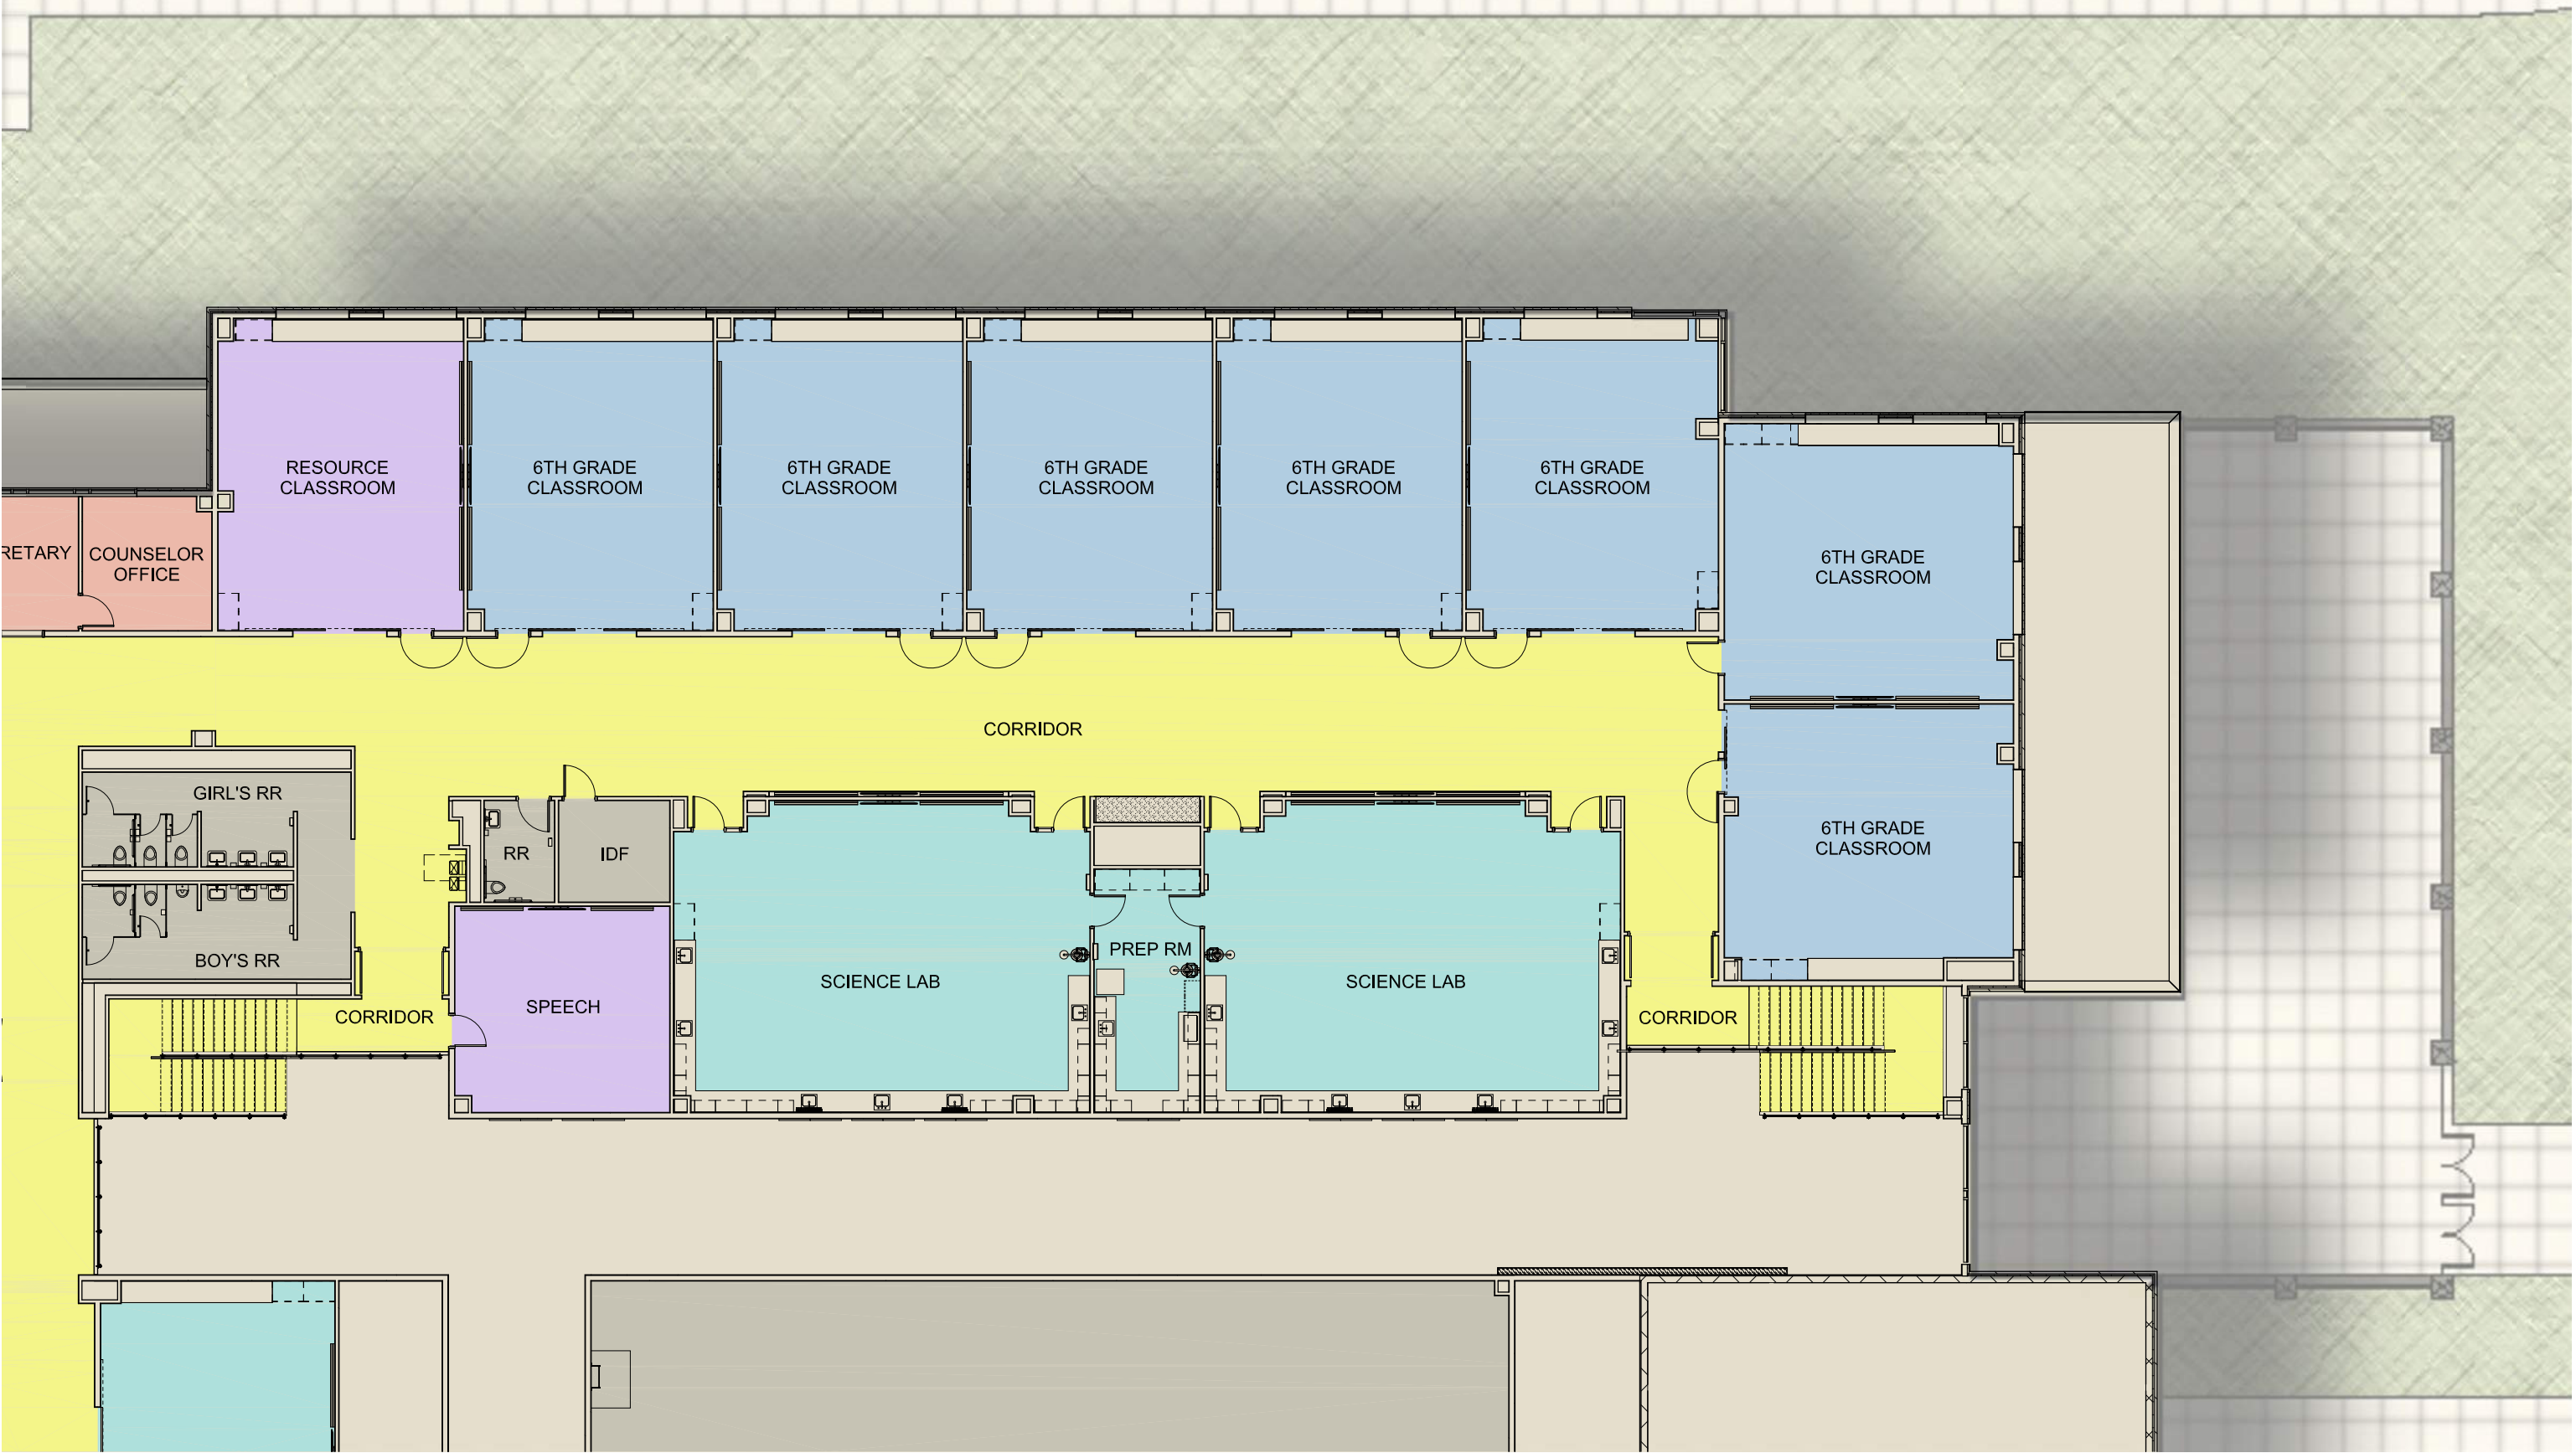 RESOURCE
CLASSROOM
6TH GRADE
CLASSROOM
6TH GRADE
CLASSROOM
6TH GRADE
CLASSROOM
6TH GRADE
CLASSROOM
6TH GRADE
CLASSROOM
RETARY
COUNSELOR
OFFICE
6TH GRADE
CLASSROOM
CORRIDOR
GIRL'S RR
RR
IDF
6TH GRADE
CLASSROOM
BOY'S RR
PREP RM
SCIENCE LAB
SCIENCE LAB
SPEECH
CORRIDOR
CORRIDOR